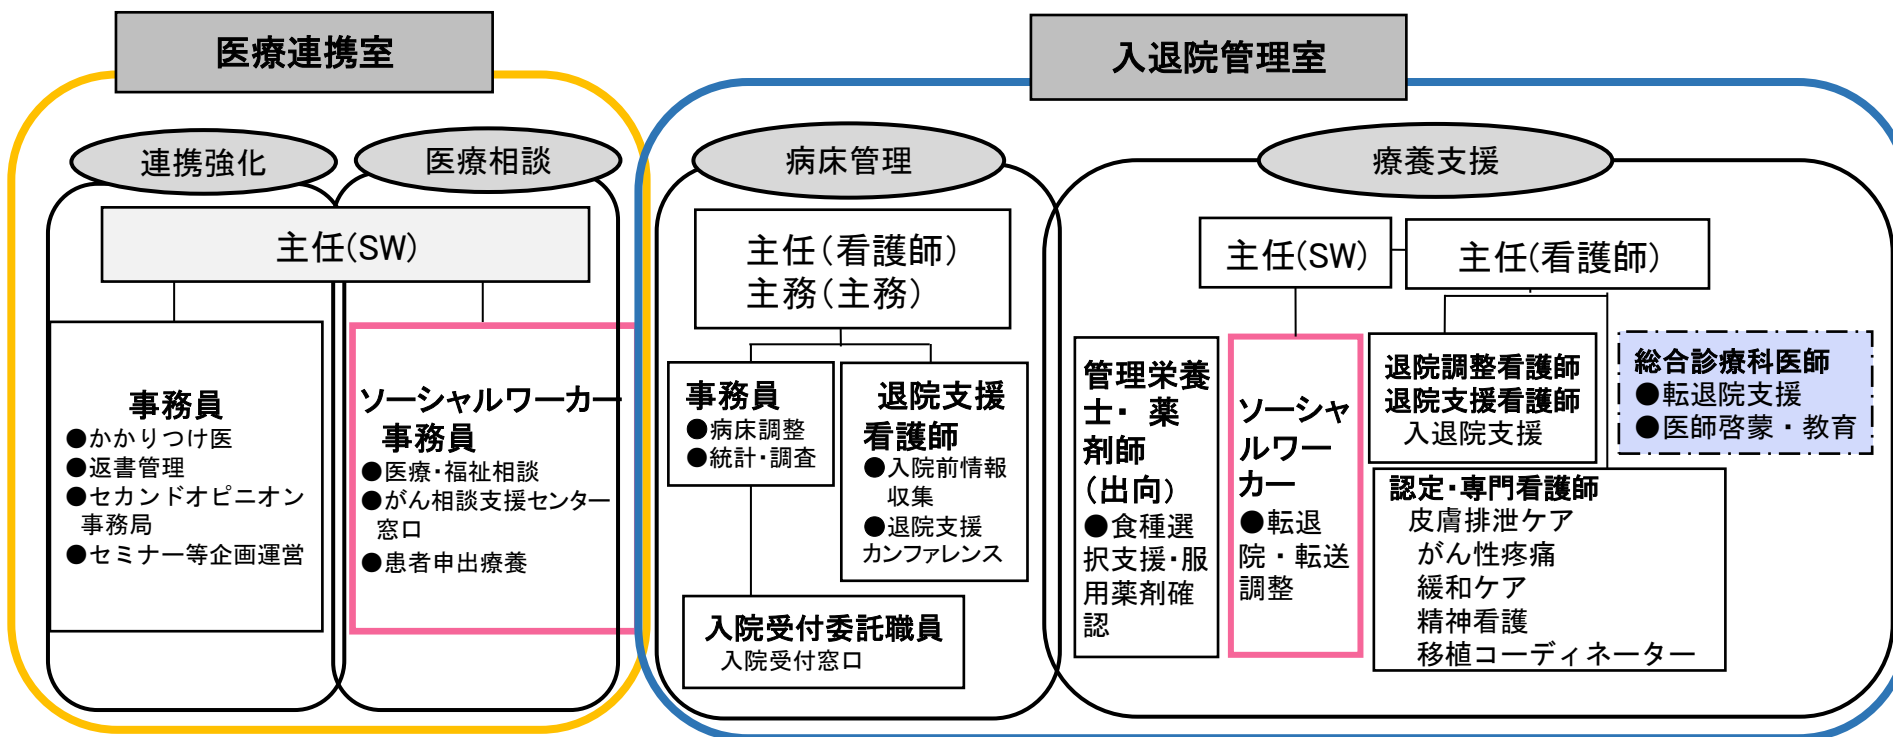 医療連携室
入退院管理室
連携強化
医療相談
病床管理
療養支援
主任(SW)
事務員
●かかりつけ医
●返書管理
●セカンドオピニオン
事務局
●セミナー等企画運営
ソーシャルワーカー
事務員
●医療・福祉相談
●がん相談支援センター
窓口
●患者申出療養
主任(看護師)
主務(主務)
事務員
●病床調整
●統計・調査
退院支援
看護師
●入院前情報
収集
●退院支援
カンファレンス
入院受付委託職員
入院受付窓口
主任(SW)
主任(看護師)
管理栄養
士・ 薬
剤師
(出向)
●食種選
択支援・服
用薬剤確
認
ソーシャ
ルワー
カー
●転退
院・転送
調整
退院調整看護師
退院支援看護師
入退院支援
認定・専門看護師
皮膚排泄ケア
がん性疼痛
緩和ケア
精神看護
移植コーディネーター
総合診療科医師
●転退院支援
●医師啓蒙・教育